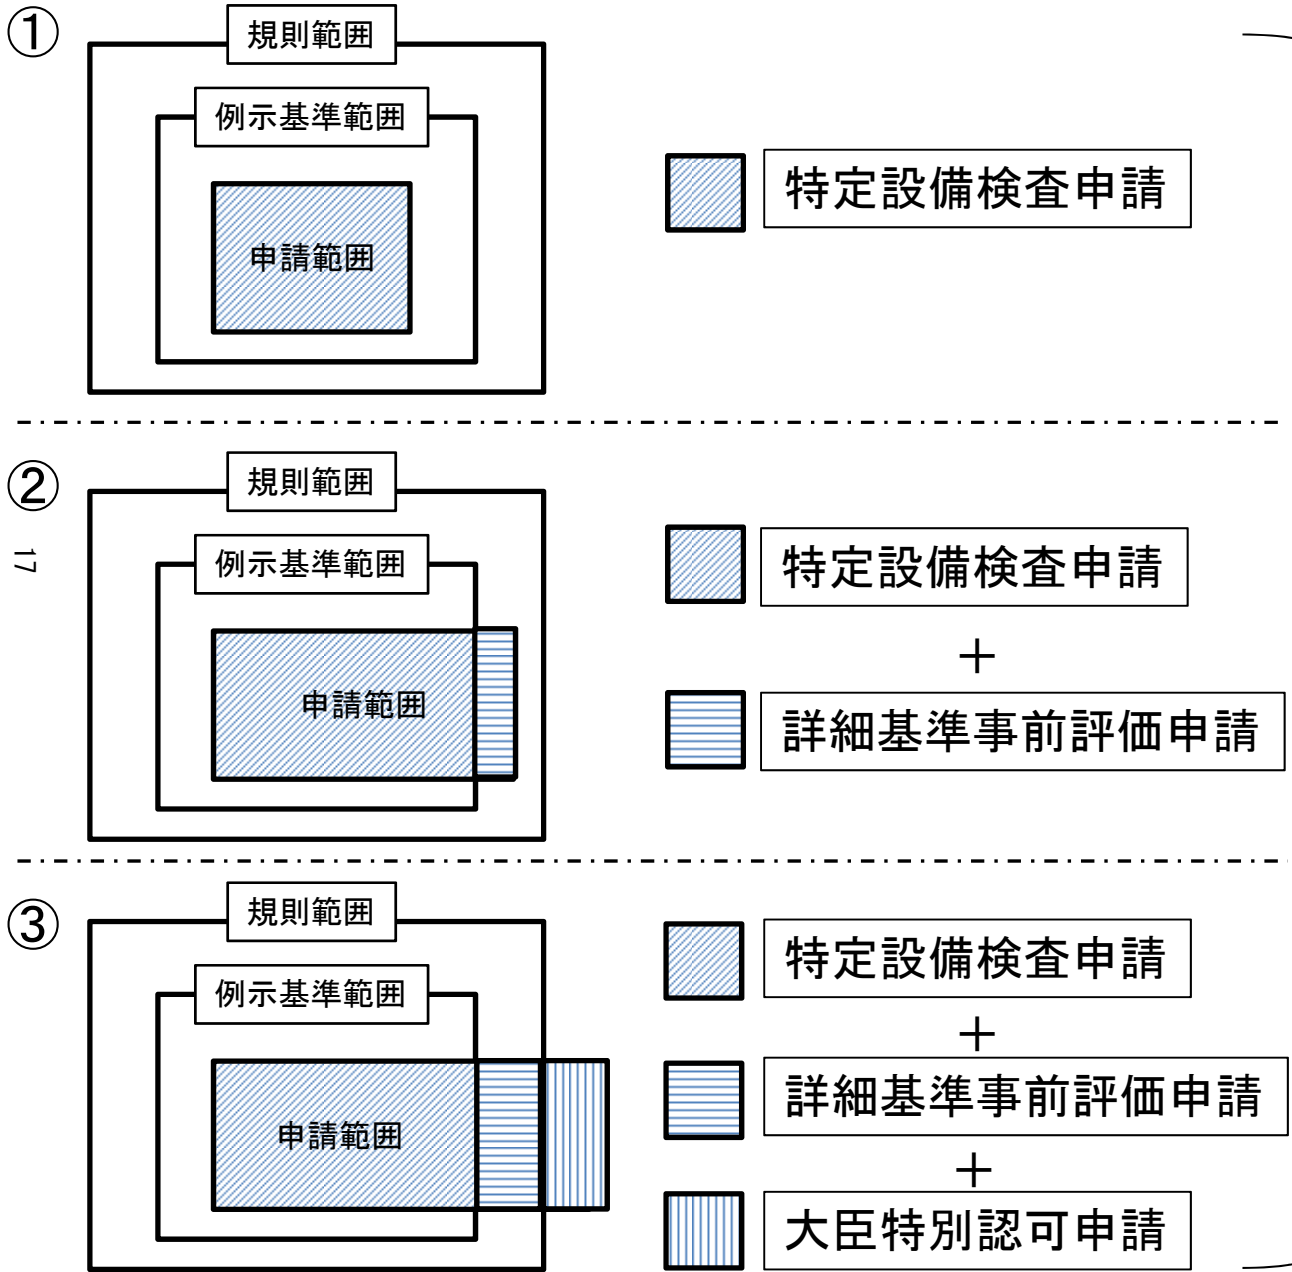 ①
規則範囲
例示基準範囲
申請範囲
特定設備検査申請
②
規則範囲
例示基準範囲
申請範囲
特定設備検査申請
＋
詳細基準事前評価申請
17
③
規則範囲
例示基準範囲
申請範囲
特定設備検査申請
＋
詳細基準事前評価申請
＋
大臣特別認可申請